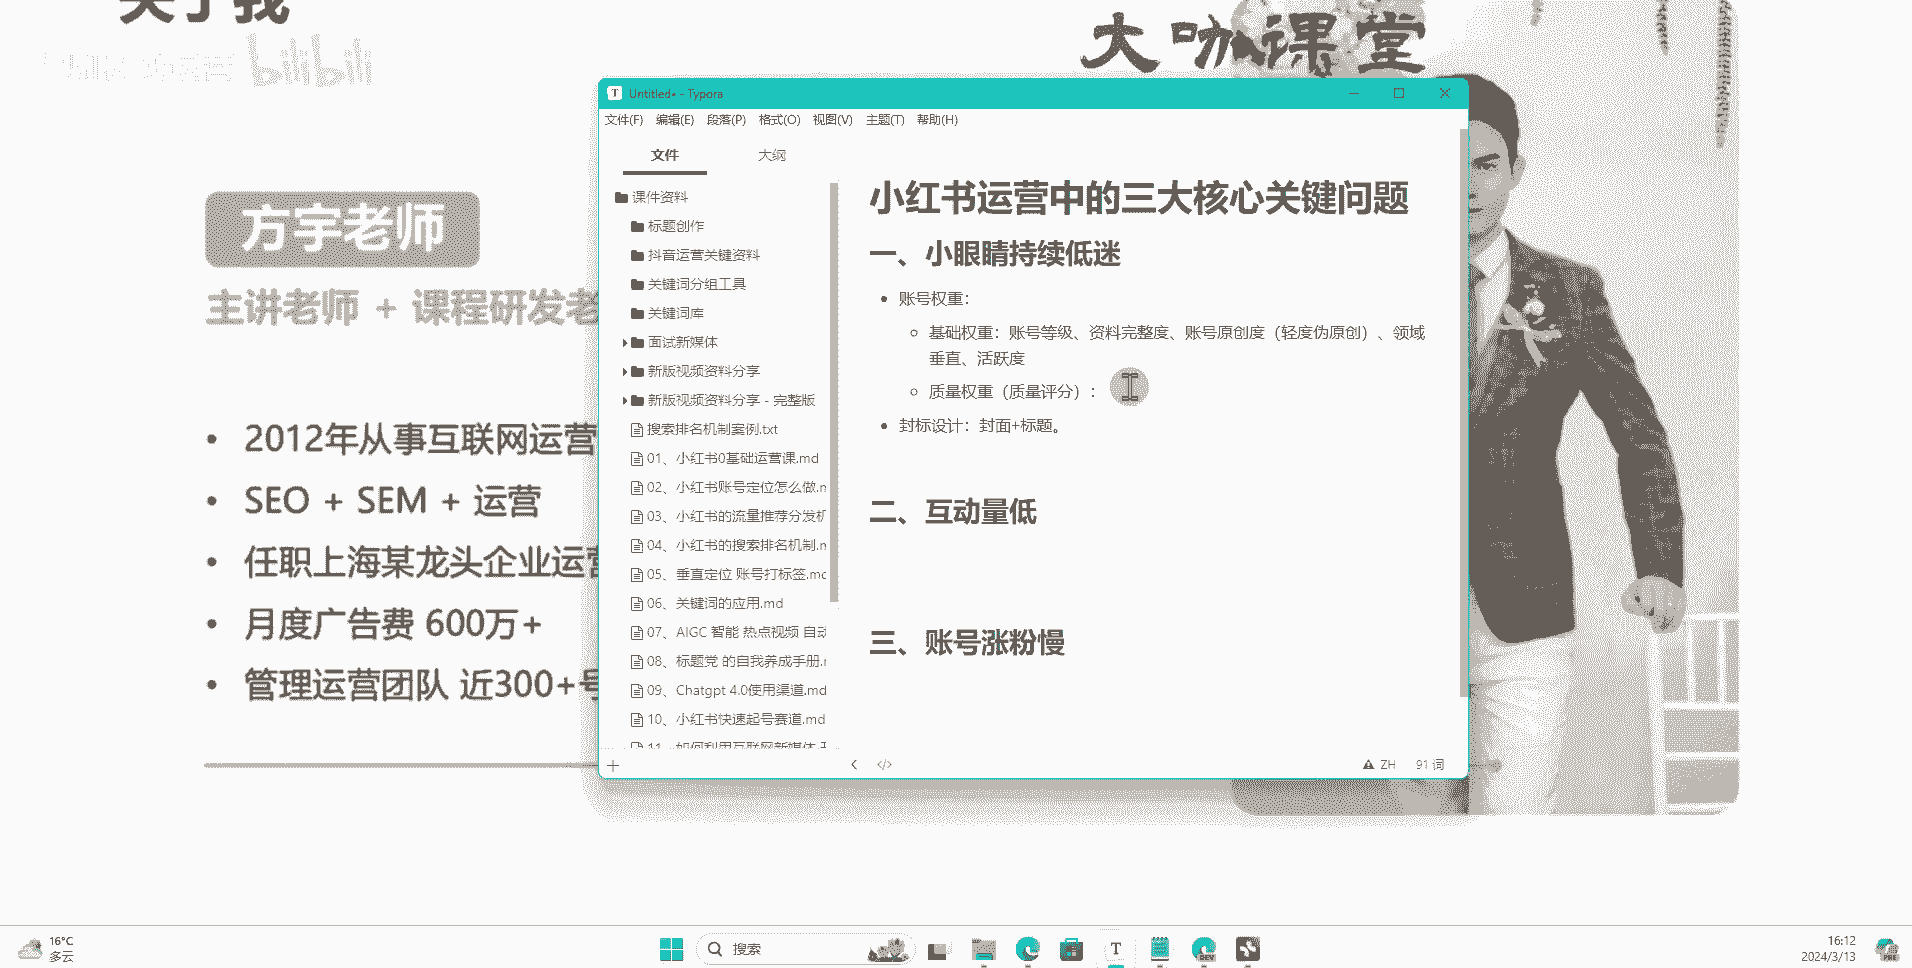 关于我
bilibili
大咖课堂
方宇老师
主讲老师 + 课程研发老
2012年从事互联网运营
SEO + SEM + 运营
任职上海某龙头企业运营
月度广告费 600万+
管理运营团队 近300+号
Untitled• - Typora
文件(F) 编辑(E) 段落(P) 格式(O) 视图(V) 主题(T) 帮助(H)
文件 大纲
课件资料
标题创作
抖音运营关键资料
关键词分组工具
关键词库
面试新媒体
新版视频资料分享
新版视频资料分享 - 完整版
搜索排名机制案例.txt
01、小红书0基础运营课.md
02、小红书账号定位怎么做.m
03、小红书的流量推荐分发机
04、小红书的搜索排名机制.m
05、垂直定位 账号打标签.md
06、关键词的应用.md
07、AIGC 智能 热点视频 自动
08、标题党 的自我养成手册.m
09、Chatgpt 4.0使用渠道.md
10、小红书快速起号赛道.md
11、如何利用互联网新媒体
小红书运营中的三大核心关键问题
一、小眼睛持续低迷
账号权重：
基础权重：账号等级、资料完整度、账号原创度（轻度伪原创）、领域
垂直、活跃度
质量权重（质量评分）：
封标设计：封面+标题。
二、互动量低
三、账号涨粉慢
ZH 91 词
16°C
多云
搜索
16:12
2024/3/13